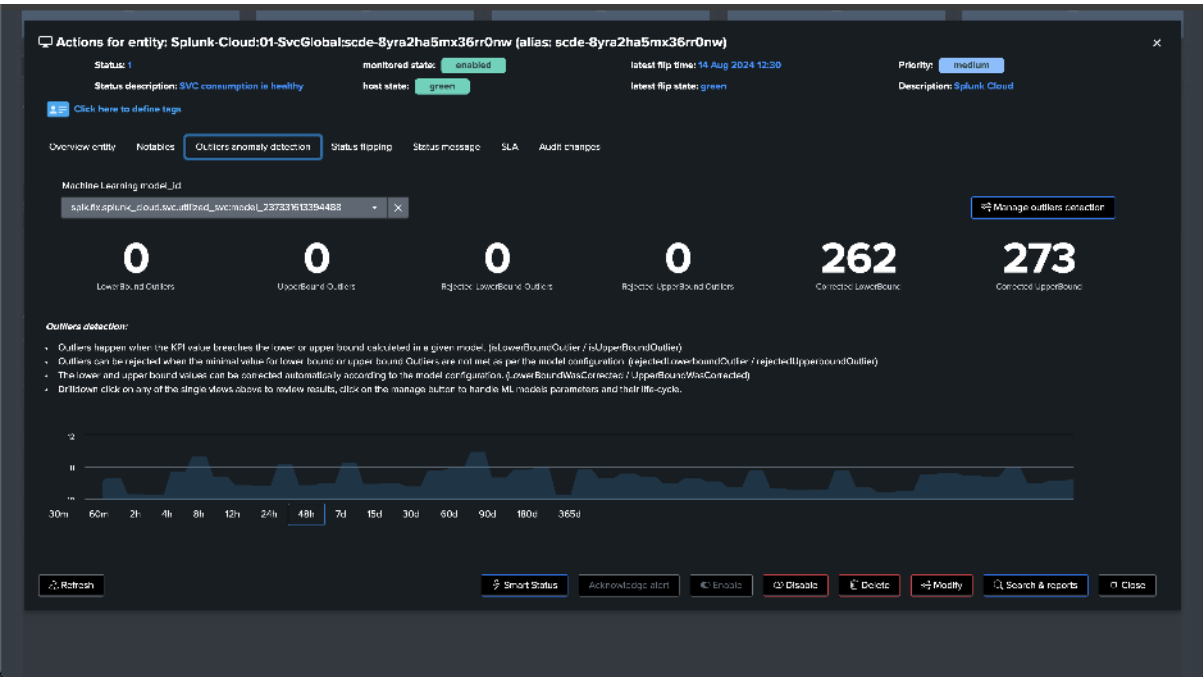 Actions for entity: Splunk-Cloud:01-SvcGlobal:scde-8yra2ha5mx36rr0nw (alias: scde-8yra2ha5mx36rr0nw)
Status: 1 monitored state: enabled latest flip time: 14 Aug 2024 12:30 Priority: medium
Status description: SVC consumption is healthy host state: green latest flip state: green Description: Splunk Cloud
Click here to define tags
Overview entity Notables Outliers anomaly detection Status flipping Status message SLA Audit changes
Machine Learning model_id
splk.flx.splunk_cloud.svc.utilized_svc:model_237331613394488
Manage outliers detection
0 0 0 0 262 273
LowerBound Outliers UpperBound Outliers Rejected LowerBound Outliers Rejected UpperBound Outliers Corrected LowerBound Corrected UpperBound
Outliers detection:
• Outliers happen when the KPI value breaches the lower or upper bound calculated in a given model. (isLowerBoundOutlier / isUpperBoundOutlier)
• Outliers can be rejected when the minimal value for lower bound or upper bound Outliers are not met as per the model configuration. (rejectedLowerboundOutlier / rejectedUpperboundOutlier)
• The lower and upper bound values can be corrected automatically according to the model configuration. (LowerBoundWasCorrected / UpperBoundWasCorrected)
• Drilldown click on any of the single views above to review results, click on the manage button to handle ML models parameters and their life-cycle.
12
11
30m 60m 2h 4h 8h 12h 24h 48h 7d 15d 30d 60d 90d 180d 365d
Refresh Smart Status Acknowledge alert Enable Disable Delete Modify Search & reports Close